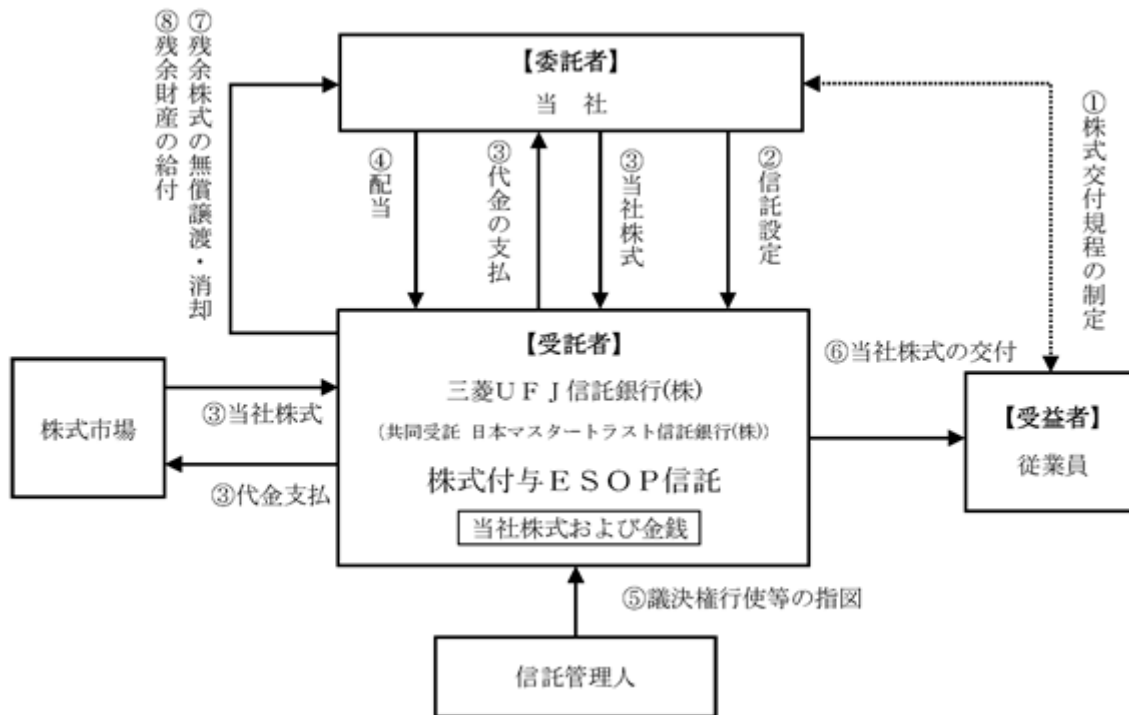 【委託者】
当　社
⑧残余財産の給付
⑦残余株式の無償譲渡・消却
④配当
③代金の支払
③当社株式
②信託設定
①株式交付規程の制定
【受託者】
三菱ＵＦＪ信託銀行(株)
（共同受託 日本マスタートラスト信託銀行(株)）
株式付与ＥＳＯＰ信託
当社株式および金銭
株式市場
③当社株式
③代金支払
⑥当社株式の交付
【受益者】
従業員
⑤議決権行使等の指図
信託管理人